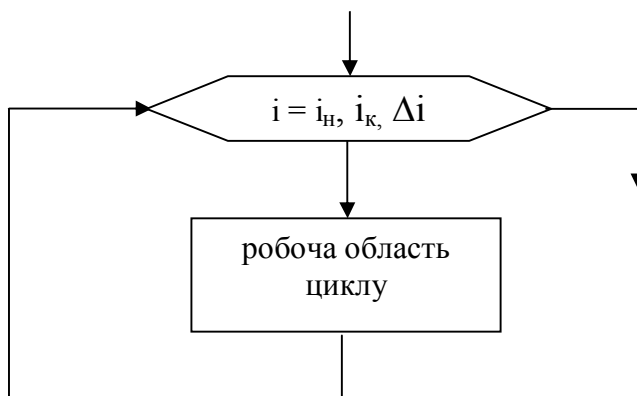 i = iн, iк, Δi
робоча область
циклу